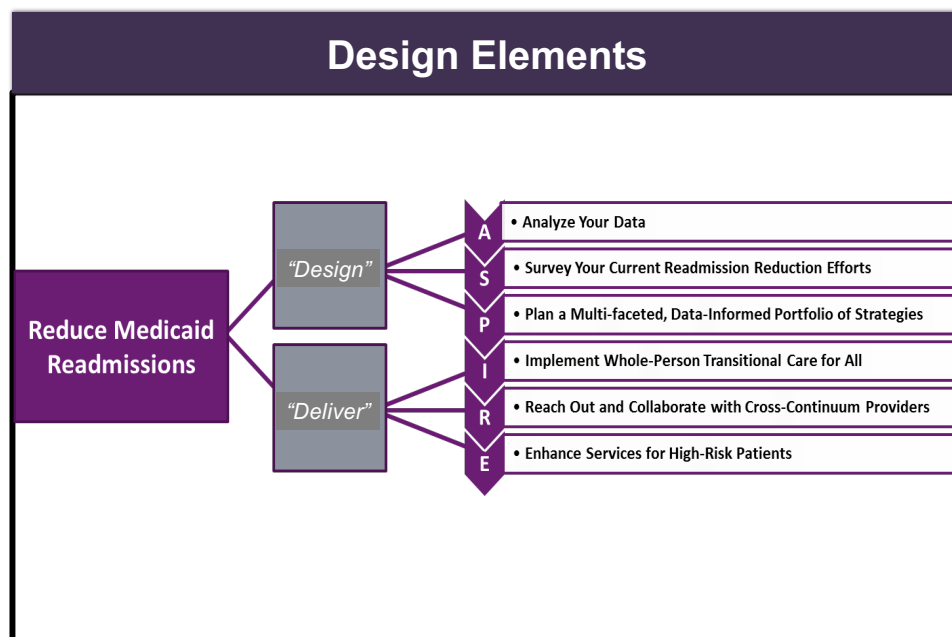 Design Elements
Reduce Medicaid
Readmissions
“Design”
“Deliver”
A • Analyze Your Data
S • Survey Your Current Readmission Reduction Efforts
P • Plan a Multi-faceted, Data-Informed Portfolio of Strategies
I • Implement Whole-Person Transitional Care for All
R • Reach Out and Collaborate with Cross-Continuum Providers
E • Enhance Services for High-Risk Patients